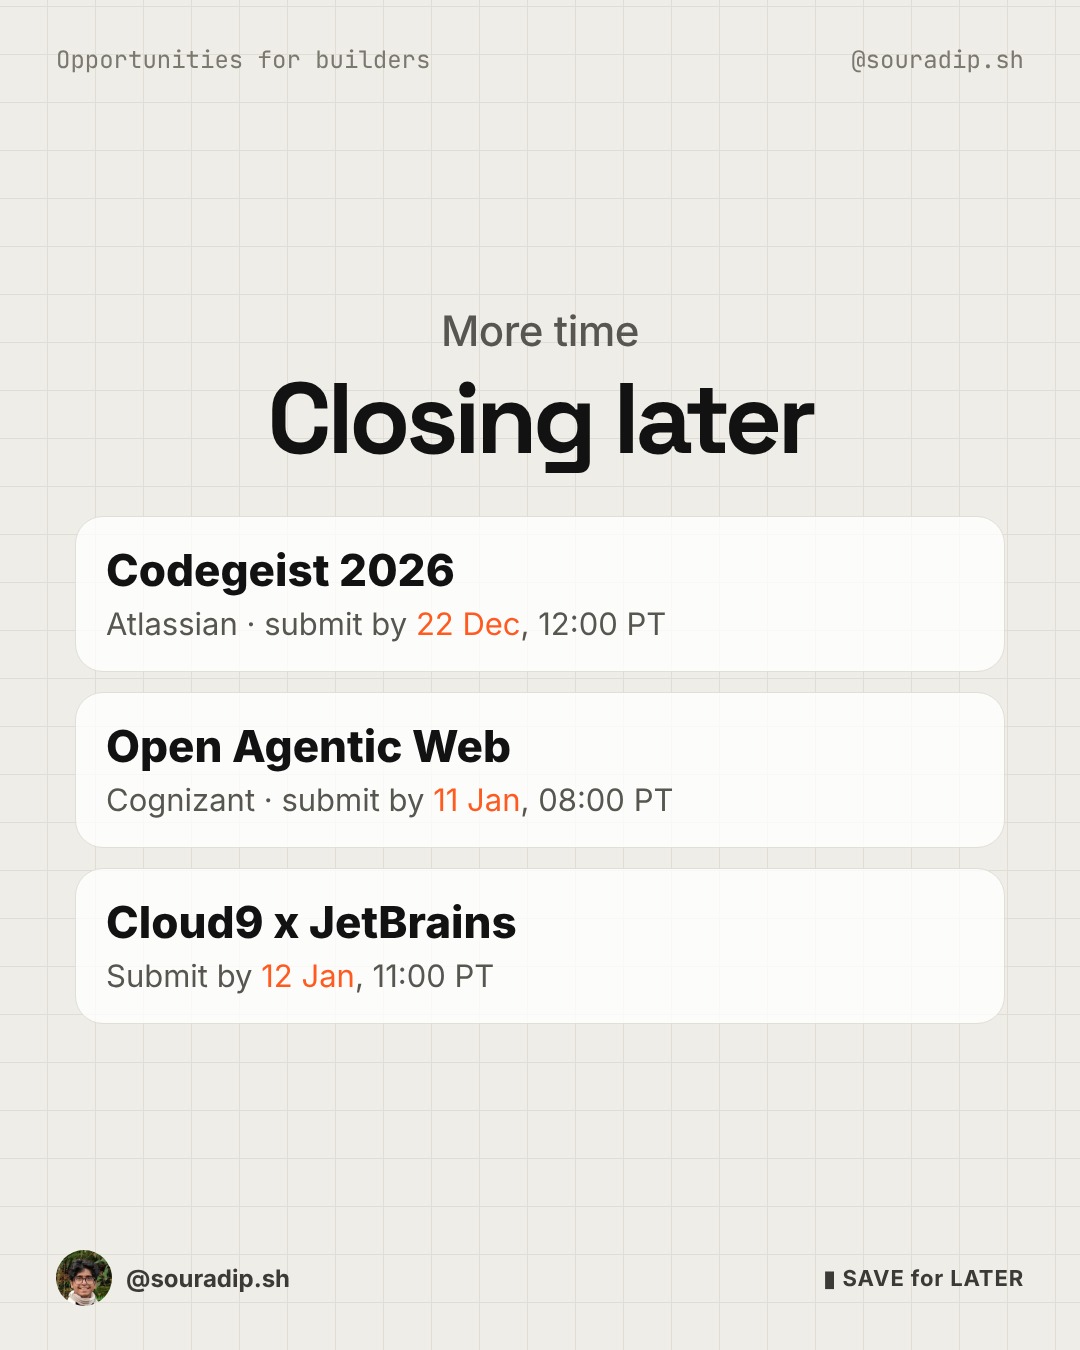 Opportunities for builders
@souradip.sh
More time
Closing later
Codegeist 2026
Atlassian · submit by 22 Dec, 12:00 PT
Open Agentic Web
Cognizant · submit by 11 Jan, 08:00 PT
Cloud9 x JetBrains
Submit by 12 Jan, 11:00 PT
@souradip.sh
SAVE for LATER